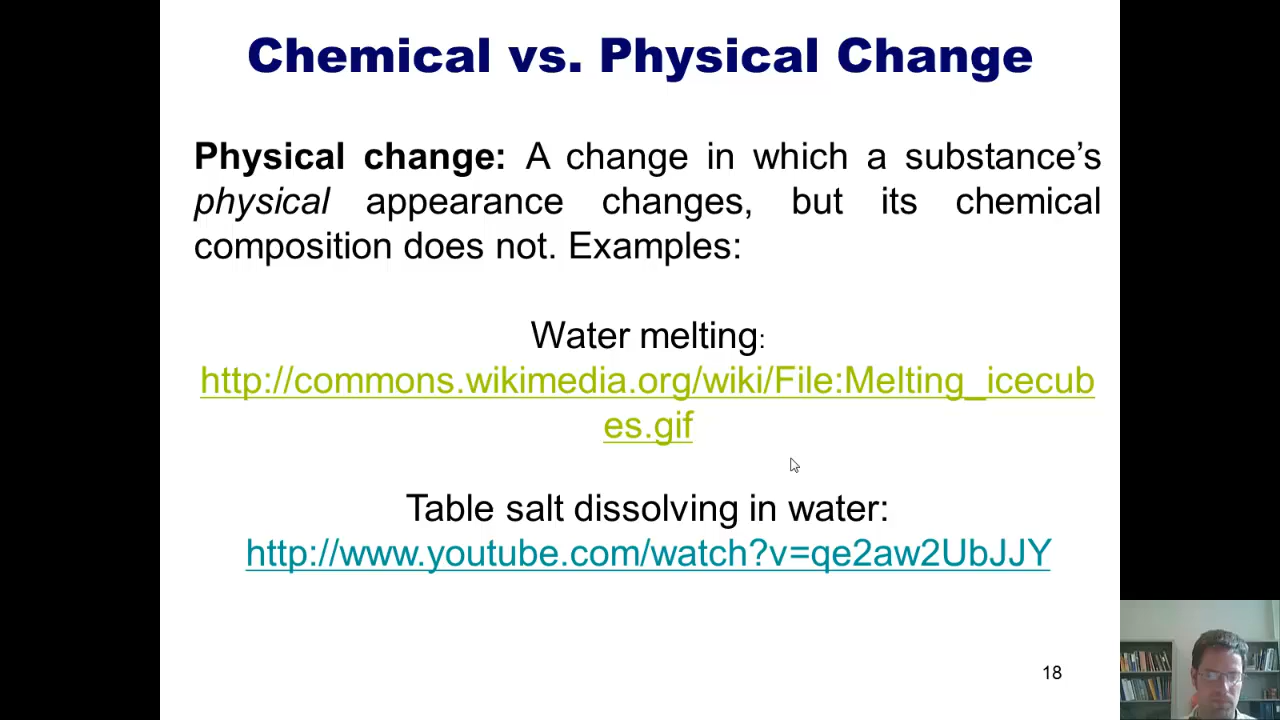 Chemical vs. Physical Change
Physical change: A change in which a substance’s
physical appearance changes, but its chemical
composition does not. Examples:
Water melting:
http://commons.wikimedia.org/wiki/File:Melting_icecub
es.gif
Table salt dissolving in water:
http://www.youtube.com/watch?v=qe2aw2UbJJY
18